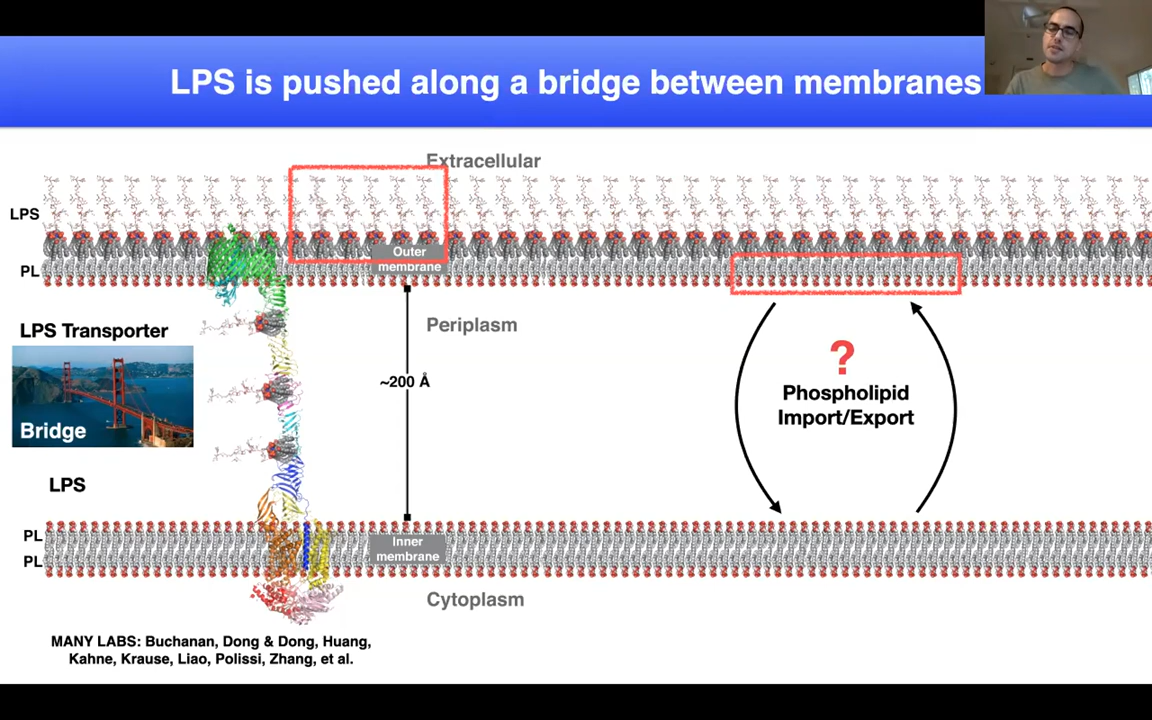 LPS is pushed along a bridge between membranes
Extracellular
LPS
Outer
membrane
PL
LPS Transporter
Periplasm
?
Phospholipid
Import/Export
~200 Å
Bridge
LPS
PL
PL
Inner
membrane
Cytoplasm
MANY LABS: Buchanan, Dong & Dong, Huang,
Kahne, Krause, Liao, Polissi, Zhang, et al.